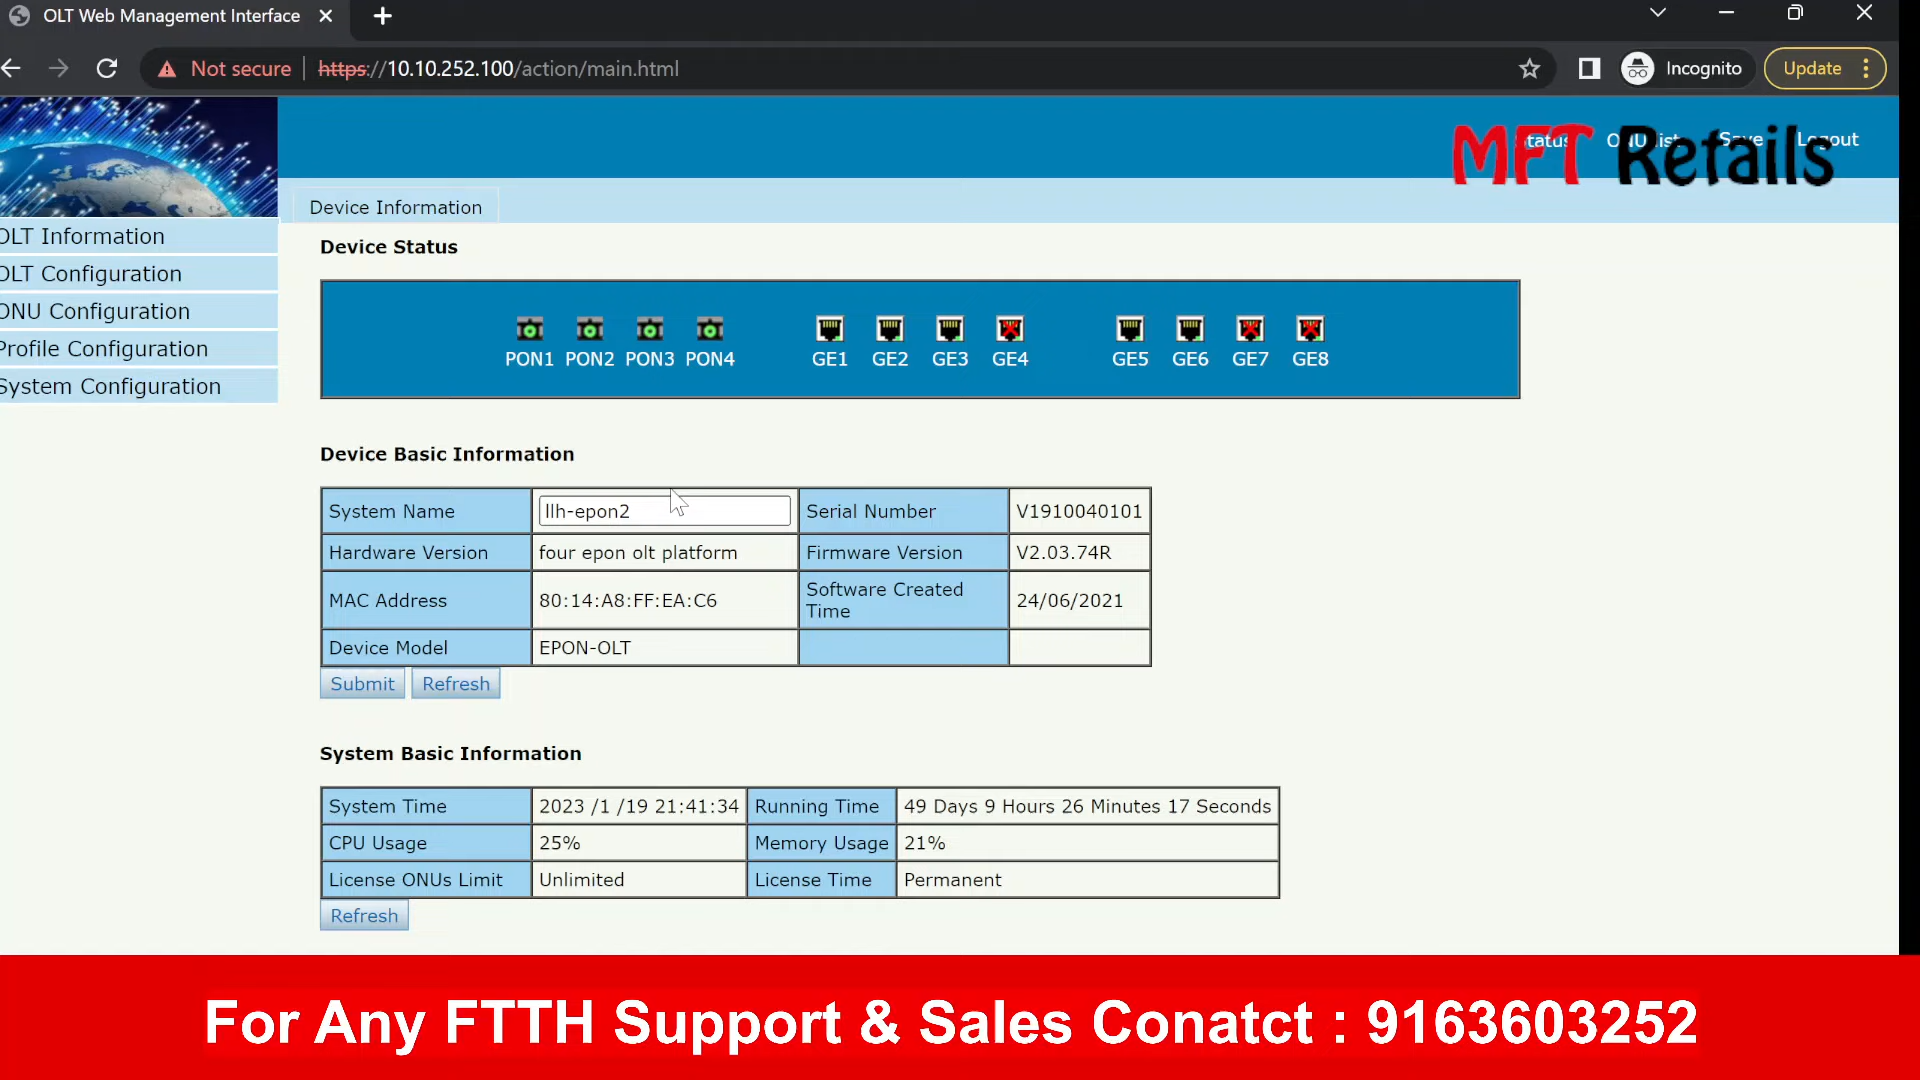 OLT Web Management Interface
Not secure https://10.10.252.100/action/main.html
Incognito
Update
Status ONU List Save Logout
MFT Retails
Device Information
OLT Information
OLT Configuration
ONU Configuration
Profile Configuration
System Configuration
Device Status
PON1 PON2 PON3 PON4 GE1 GE2 GE3 GE4 GE5 GE6 GE7 GE8
Device Basic Information
System Name llh-epon2 Serial Number V1910040101
Hardware Version four epon olt platform Firmware Version V2.03.74R
MAC Address 80:14:A8:FF:EA:C6 Software Created
Time 24/06/2021
Device Model EPON-OLT
Submit Refresh
System Basic Information
System Time 2023 /1 /19 21:41:34 Running Time 49 Days 9 Hours 26 Minutes 17 Seconds
CPU Usage 25% Memory Usage 21%
License ONUs Limit Unlimited License Time Permanent
Refresh
For Any FTTH Support & Sales Conatct : 9163603252